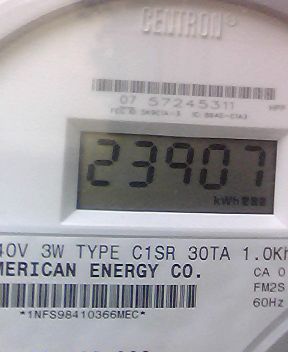 CENTRON®
07 57245311
23907
kWh
40V 3W TYPE C1SR 30TA 1.0Kh
MERICAN ENERGY CO.
CA 0
FM2S
60Hz
*1NFS98410366MEC*